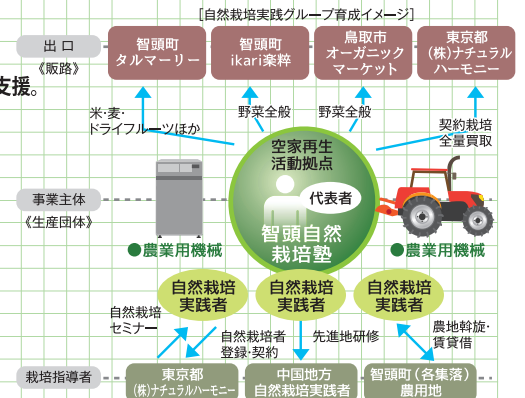 ［自然栽培実践グループ育成イメージ］
出 口
《販路》
智頭町
タルマーリー
智頭町
ikari楽粋
鳥取市
オーガニック
マーケット
東京都
（株）ナチュラル
ハーモニー
支援。
米・麦・
ドライフルーツほか
野菜全般
野菜全般
契約栽培
全量買取
空家再生
活動拠点
代表者
智頭自然
栽培塾
事業主体
《生産団体》
●農業用機械
●農業用機械
自然栽培
実践者
自然栽培
実践者
自然栽培
実践者
自然栽培
セミナー
自然栽培者
登録・契約
先進地研修
農地斡旋・
賃貸借
栽培指導者
東京都
（株）ナチュラルハーモニー
中国地方
自然栽培実践者
智頭町（各集落）
農用地